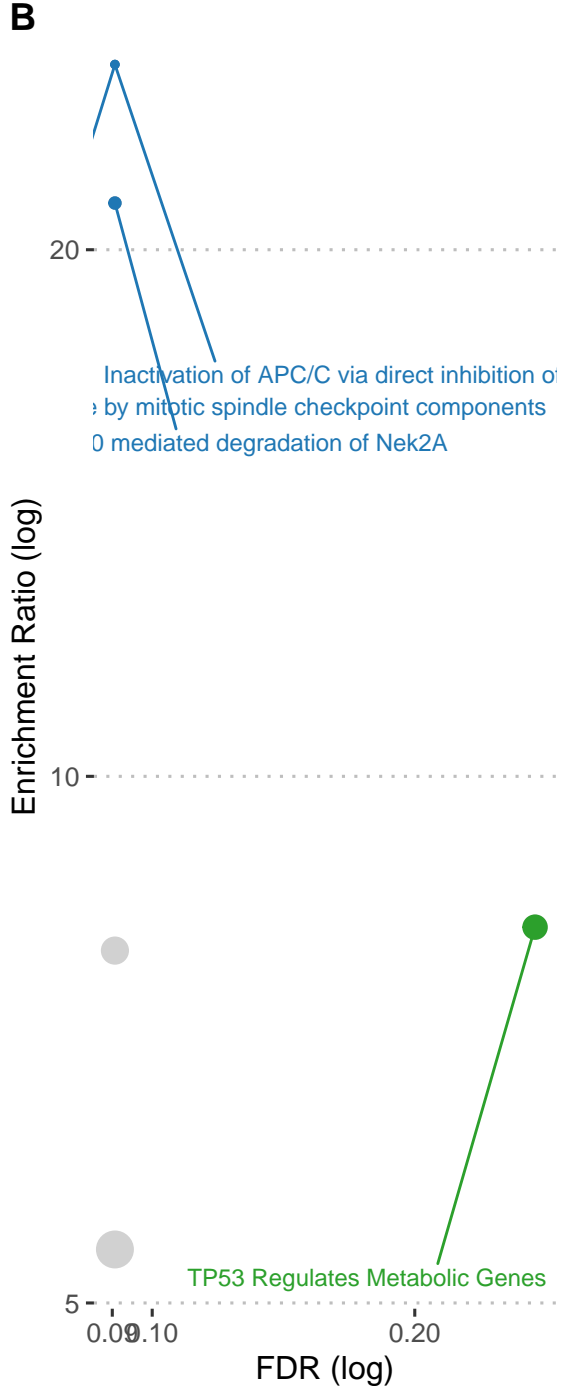 B
20
Inactivation of APC/C via direct inhibition of
by mitotic spindle checkpoint components
0 mediated degradation of Nek2A
Enrichment Ratio (log)
10
TP53 Regulates Metabolic Genes
5
0.09
0.10
0.20
FDR (log)